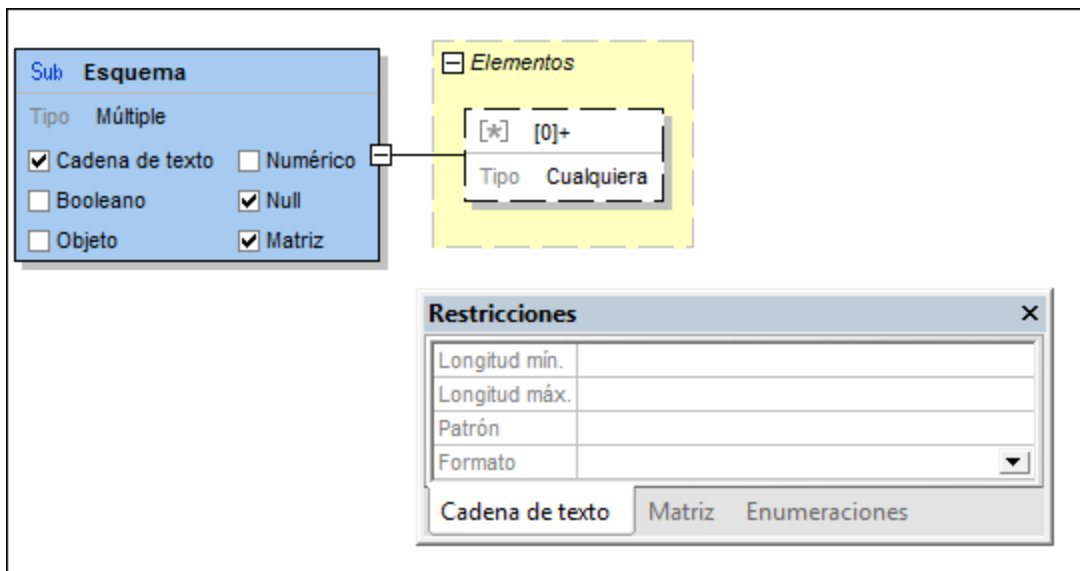 Sub Esquema
Tipo Múltiple
Cadena de texto Numérico
Booleano Null
Objeto Matriz
Elementos
[*] [0]+
Tipo Cualquiera
Restricciones
Longitud mín.
Longitud máx.
Patrón
Formato
Cadena de texto Matriz Enumeraciones